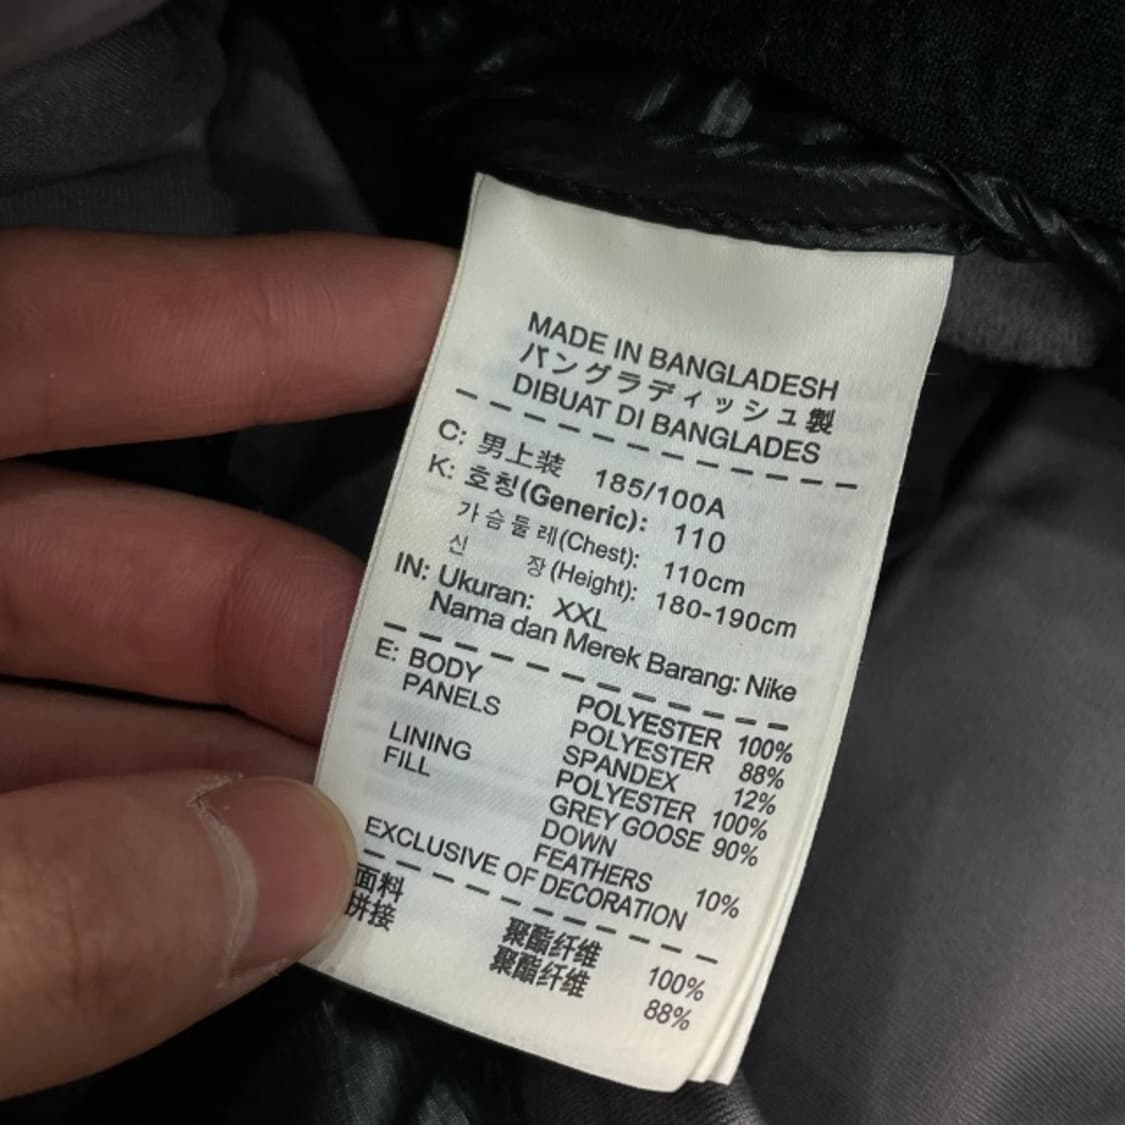 MADE IN BANGLADESH
バングラディッシュ製
DIBUAT DI BANGLADES
C: 男上装 185/100A
K: 호칭(Generic): 110
가슴둘레(Chest): 110cm
신 장(Height): 180-190cm
IN: Ukuran: XXL
Nama dan Merek Barang: Nike
E: BODY POLYESTER 100%
PANELS POLYESTER 88%
SPANDEX 12%
LINING POLYESTER 100%
FILL GREY GOOSE 90%
DOWN
FEATHERS 10%
EXCLUSIVE OF DECORATION
面料 聚酯纤维 100%
拼接 聚酯纤维 88%